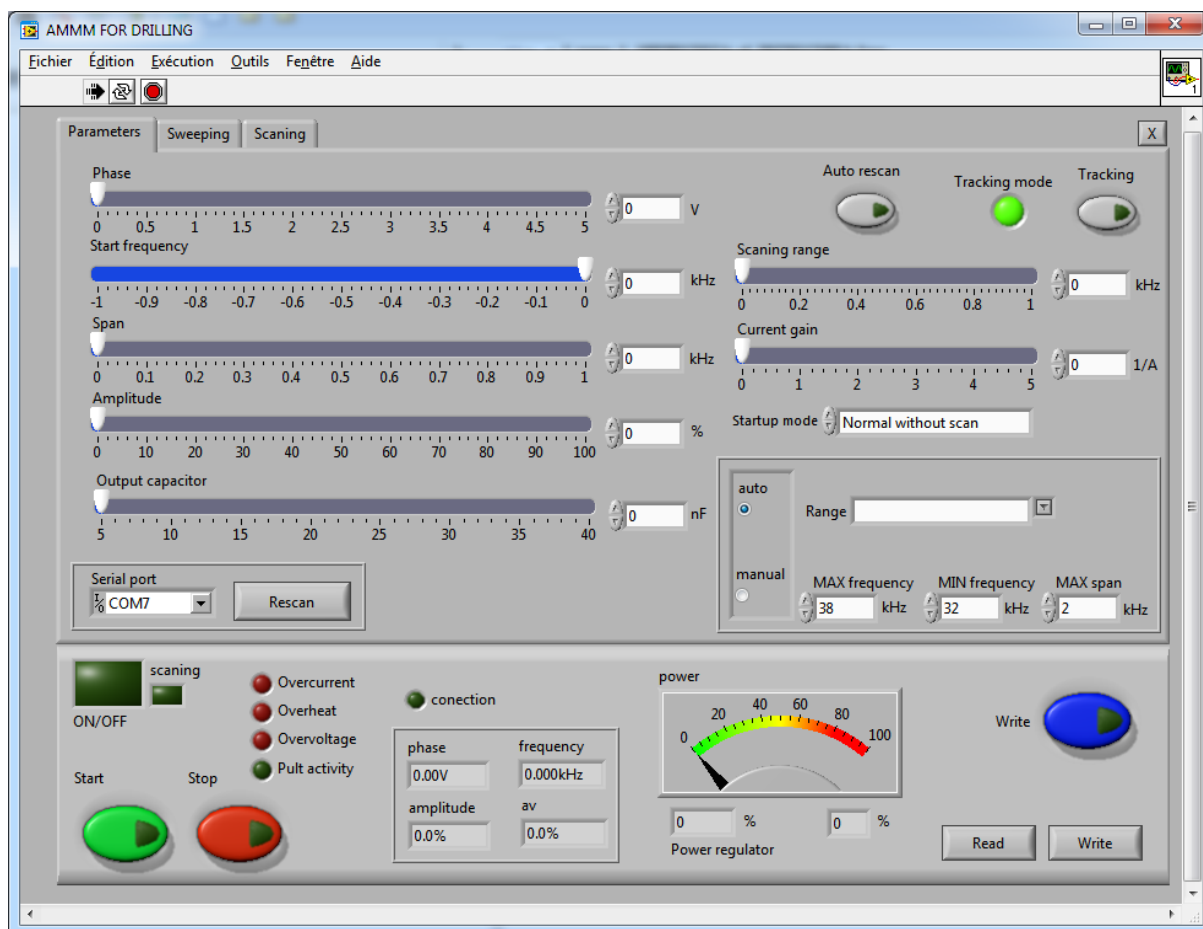 AMMM FOR DRILLING
Fichier Édition Exécution Outils Fenêtre Aide
1
Parameters Sweeping Scaning X
Phase
0 V
0 0.5 1 1.5 2 2.5 3 3.5 4 4.5 5
Start frequency
0 kHz
-1 -0.9 -0.8 -0.7 -0.6 -0.5 -0.4 -0.3 -0.2 -0.1 0
Span
0 kHz
0 0.1 0.2 0.3 0.4 0.5 0.6 0.7 0.8 0.9 1
Amplitude
0 %
0 10 20 30 40 50 60 70 80 90 100
Output capacitor
0 nF
5 10 15 20 25 30 35 40
Serial port
I/0 COM7 Rescan
Auto rescan Tracking mode Tracking
Scaning range
0 kHz
0 0.2 0.4 0.6 0.8 1
Current gain
0 1/A
0 1 2 3 4 5
Startup mode Normal without scan
auto
Range
manual
MAX frequency MIN frequency MAX span
38 kHz 32 kHz 2 kHz
scaning
ON/OFF
Overcurrent
Overheat
Overvoltage
Pult activity
Start Stop
conection
phase frequency
0.00V 0.000kHz
amplitude av
0.0% 0.0%
power
0 20 40 60 80 100
0 % 0 %
Power regulator
Write
Read Write